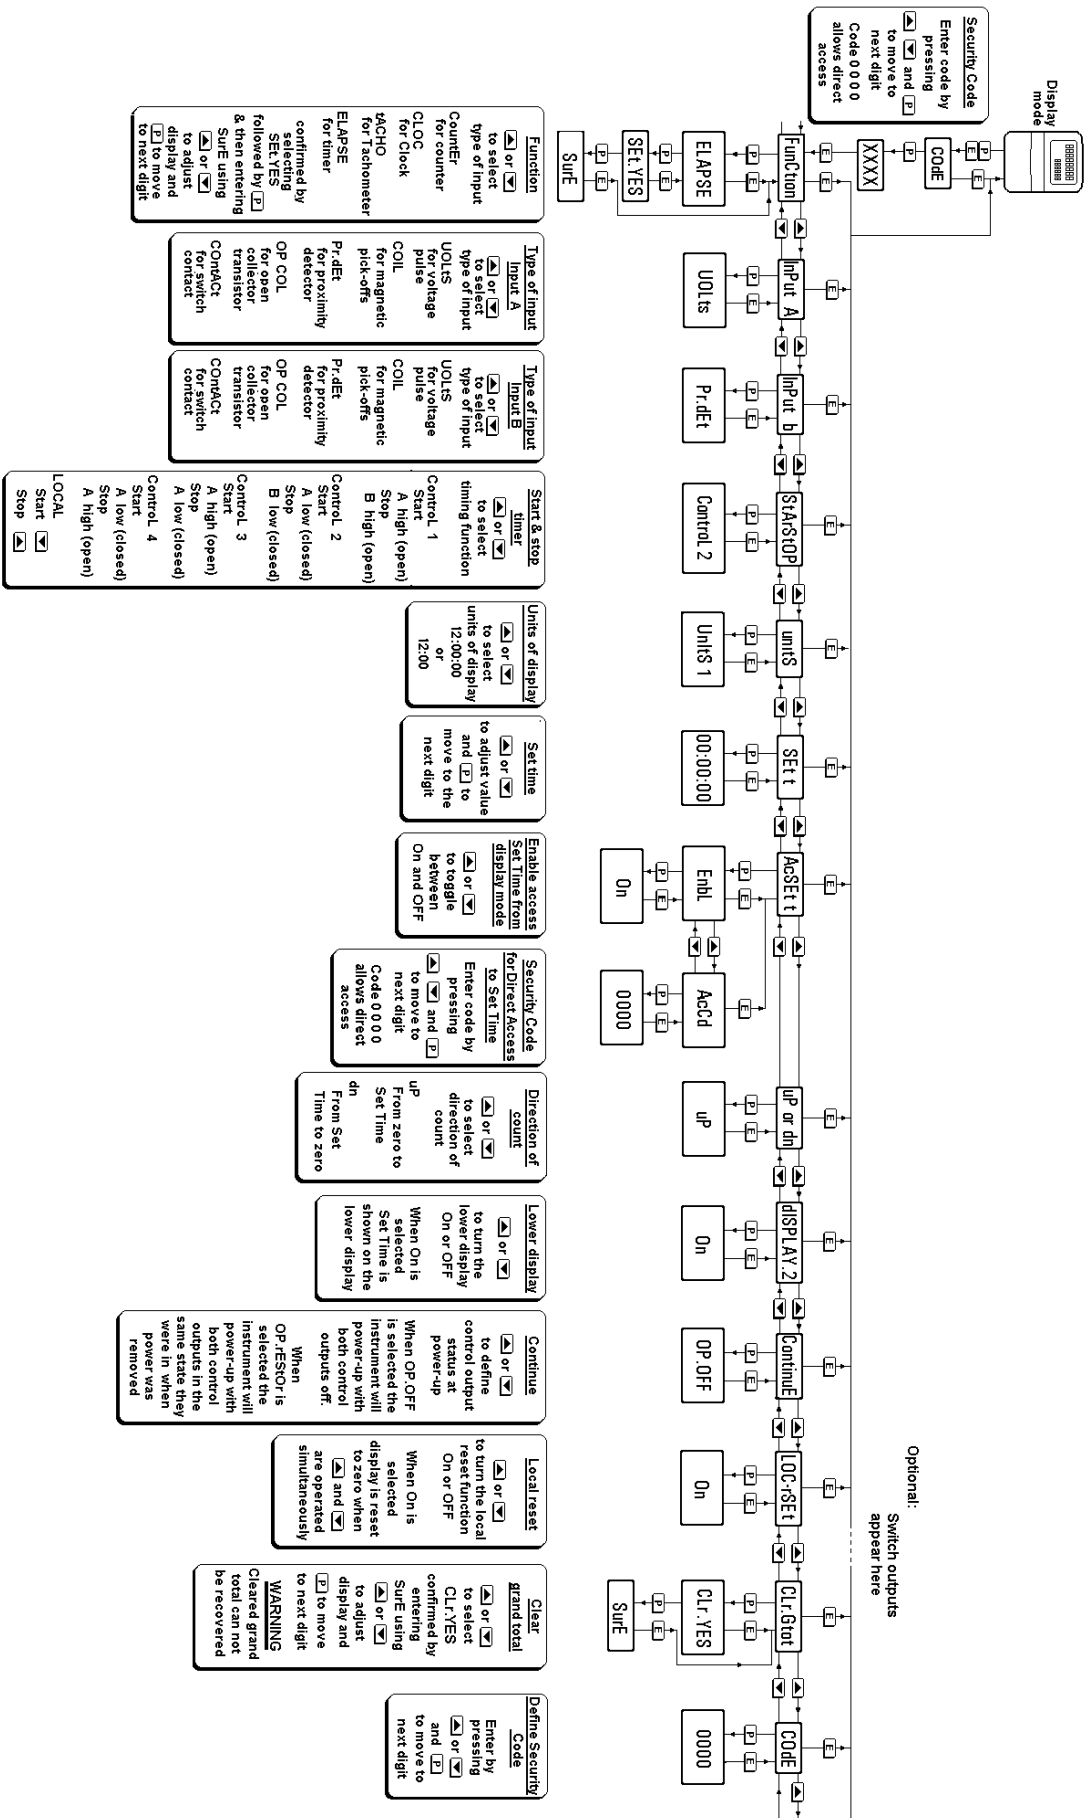 Display
mode
Security Code
Enter code by
pressing
and P
to move to
next digit
Code 0 0 0 0
allows direct
access
P
E
E
COdE
P
XXXX
E
E
FunCtion
P
E
ELAPSE
P
E
SEt.YES
P
E
SurE
E
InPut A
P
E
UOLts
E
InPut b
P
E
Pr.dEt
E
StArStOP
P
E
ControL 2
E
unitS
P
E
UnItS 1
E
SEt t
P
E
00:00:00
E
AcSEt t
P
E
EnbL
P
E
On
E
AcCd
P
E
0000
E
uP or dn
P
E
uP
E
dISPLAY.2
P
E
On
E
ContinuE
P
E
OP.OFF
Optional:
Switch outputs
appear here
E
LOC-rSEt
P
E
On
E
CLr.Gtot
P
E
CLr.YES
P
E
SurE
E
COdE
P
E
0000
Function
or
to select
type of input
CountEr
for counter
CLOC
for Clock
tACHO
for Tachometer
ELAPSE
for timer
confirmed by
selecting
SEt.YES
followed by P
& then entering
SurE using
or
to adjust
display and
P to move
to next digit
Type of input
Input A
or
to select
type of input
UOLtS
for voltage
pulse
COIL
for magnetic
pick-offs
Pr.dEt
for proximity
detector
OP COL
for open
collector
transistor
COntACt
for switch
contact
Type of input
Input B
or
to select
type of input
UOLtS
for voltage
pulse
COIL
for magnetic
pick-offs
Pr.dEt
for proximity
detector
OP COL
for open
collector
transistor
COntACt
for switch
contact
Start & stop
timer
or
to select
timing function
ControL 1
Start
A high (open)
Stop
B high (open)
ControL 2
Start
A low (closed)
Stop
B low (closed)
ControL 3
Start
A high (open)
Stop
A low (closed)
ControL 4
Start
A low (closed)
Stop
A high (open)
LOCAL
Start
Stop
Units of display
or
to select
units of display
12:00:00
or
12:00
Set time
or
to adjust value
and P to
move to the
next digit
Enable access
Set Time from
display mode
or
to toggle
between
On and OFF
Security Code
for Direct Access
to Set Time
Enter code by
pressing
and P
to move to
next digit
Code 0 0 0 0
allows direct
access
Direction of
count
or
to select
direction of
count
uP
From zero to
Set Time
dn
From Set
Time to zero
Lower display
or
to turn the
lower display
On or OFF
When On is
selected
Set Time is
shown on the
lower display
Continue
or
to define
control output
status at
power-up
When OP.OFF
is selected the
instrument will
power-up with
both control
outputs off.
When
OP.rEStOr is
selected the
instrument will
power-up with
both control
outputs in the
same state they
were in when
power was
removed
Local reset
or
to turn the local
reset function
On or OFF
When On is
selected
display is reset
to zero when
and
are operated
simultaneously
Clear
grand total
or
to select
CLr.YES
confirmed by
entering
SurE using
or
to adjust
display and
P to move
to next digit
WARNING
Cleared grand
total can not
be recovered
Define Security
Code
Enter by
pressing
or
and P
to move to
next digit